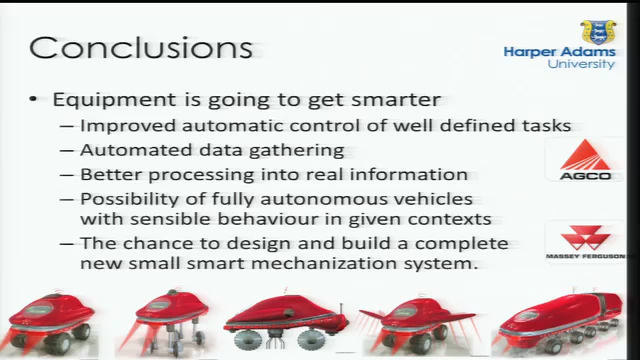 Conclusions
Harper Adams
University
• Equipment is going to get smarter
– Improved automatic control of well defined tasks
– Automated data gathering
– Better processing into real information
– Possibility of fully autonomous vehicles
with sensible behaviour in given contexts
– The chance to design and build a complete
new small smart mechanization system.
AGCO
MASSEY FERGUSON